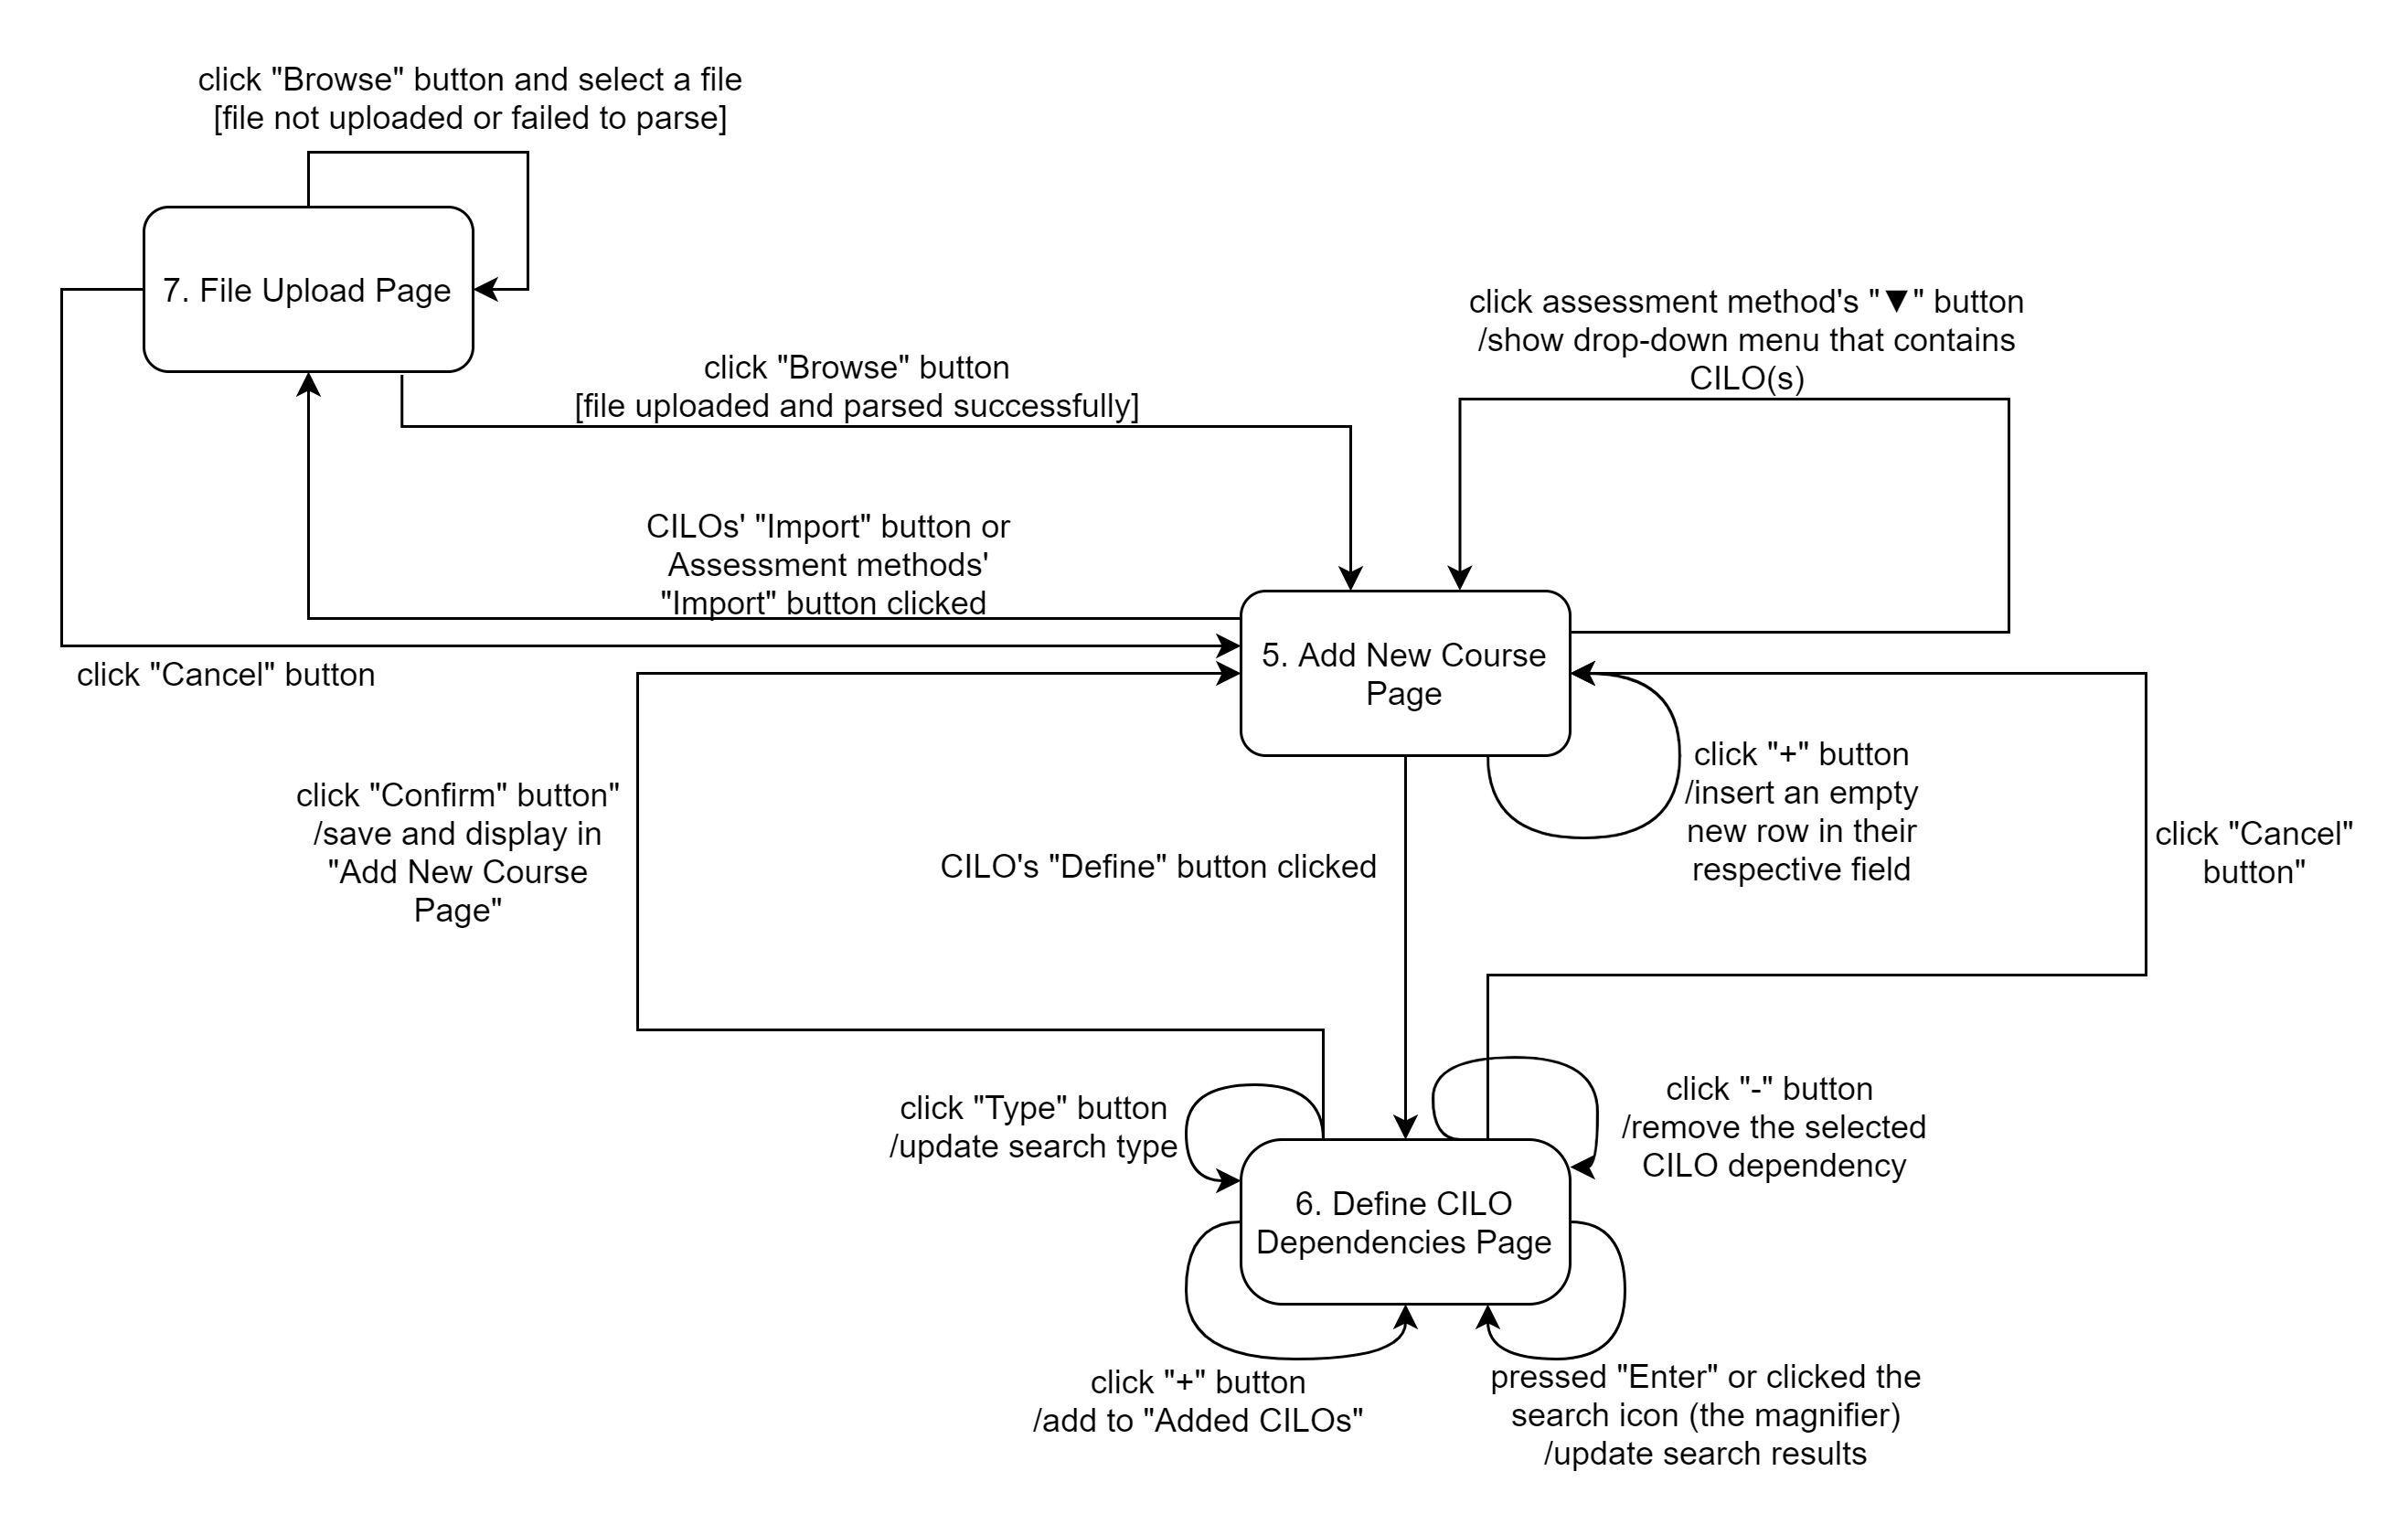 click "Browse" button and select a file
[file not uploaded or failed to parse]
7. File Upload Page
click assessment method's "▼" button
/show drop-down menu that contains
CILO(s)
click "Browse" button
[file uploaded and parsed successfully]
CILOs' "Import" button or
Assessment methods'
"Import" button clicked
5. Add New Course
Page
click "Cancel" button
click "+" button
/insert an empty
new row in their
respective field
click "Confirm" button"
/save and display in
"Add New Course
Page"
CILO's "Define" button clicked
click "Cancel"
button"
click "Type" button
/update search type
click "-" button
/remove the selected
CILO dependency
6. Define CILO
Dependencies Page
click "+" button
/add to "Added CILOs"
pressed "Enter" or clicked the
search icon (the magnifier)
/update search results